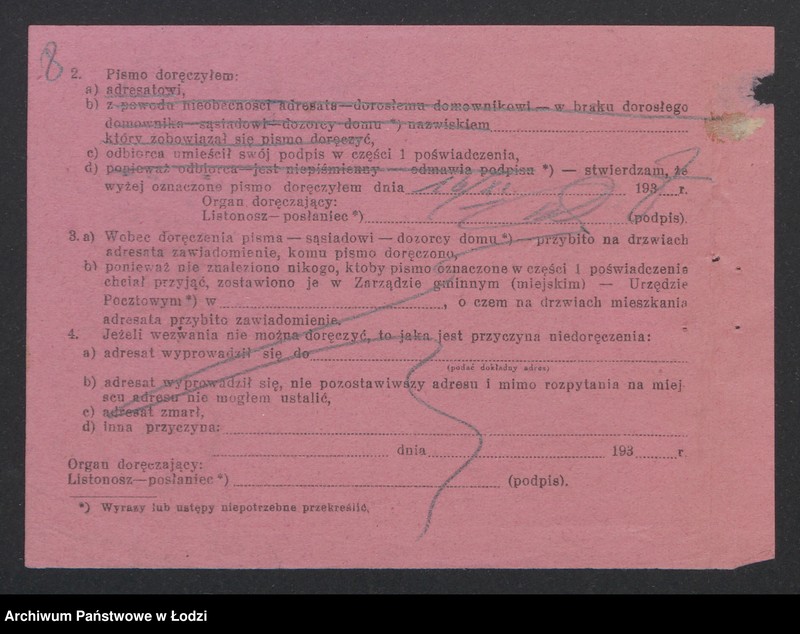 8
2. Pismo doręczyłem:
a) adresatowi,
b) z powodu nieobecności adresata—dorosłemu domownikowi — w braku dorosłego
domownika—sąsiadowi—dozorcy domu *) nazwiskiem
który zobowiązał się pismo doręczyć,
c) odbiorca umieścił swój podpis w części 1 poświadczenia,
d) ponieważ odbiorca—jest niepiśmienny—odmawia podpisu *) — stwierdzam, że
wyżej oznaczone pismo doręczyłem dnia 193 r.
Organ doręczający:
Listonosz—posłaniec *) (podpis).
3. a) Wobec doręczenia pisma — sąsiadowi — dozorcy domu *) — przybito na drzwiach
adresata zawiadomienie, komu pismo doręczono,
b) ponieważ nie znaleziono nikogo, ktoby pismo oznaczone w części 1 poświadczenia
chciał przyjąć, zostawiono je w Zarządzie gminnym (miejskim) — Urzędzie
Pocztowym *) w , o czem na drzwiach mieszkania
adresata przybito zawiadomienie.
4. Jeżeli wezwania nie można doręczyć, to jaka jest przyczyna niedoręczenia:
a) adresat wyprowadził się do
(podać dokładny adres)
b) adresat wyprowadził się, nie pozostawiwszy adresu i mimo rozpytania na miej-
scu adresu nie mogłem ustalić,
c) adresat zmarł,
d) inna przyczyna:
dnia 193 r.
Organ doręczający:
Listonosz—posłaniec *) (podpis).
*) Wyrazy lub ustępy niepotrzebne przekreślić.
Archiwum Państwowe w Łodzi